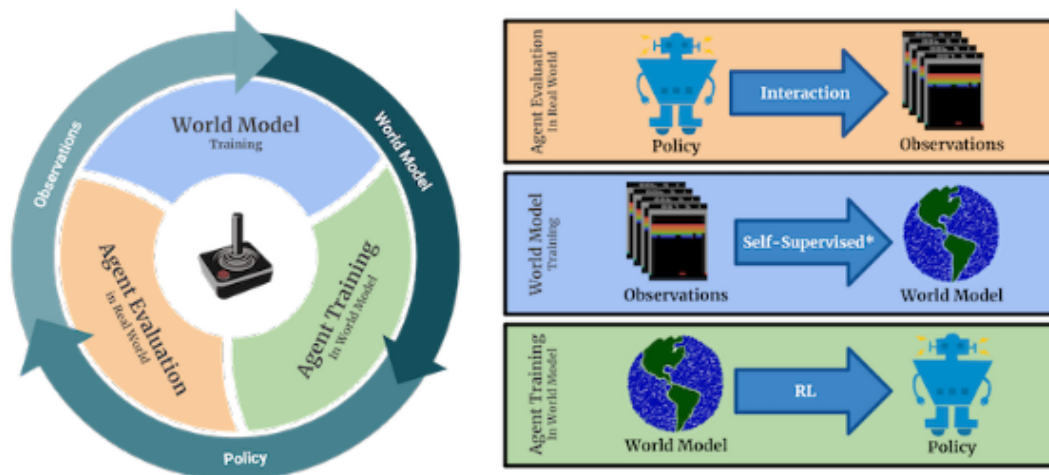 Observations
World Model
World Model
Training
Agent Evaluation
in Real World
Agent Training
In World Model
Policy
Agent Evaluation
In Real World
Policy
Interaction
Observations
World Model
Training
Observations
Self-Supervised*
World Model
Agent Training
In World Model
World Model
RL
Policy